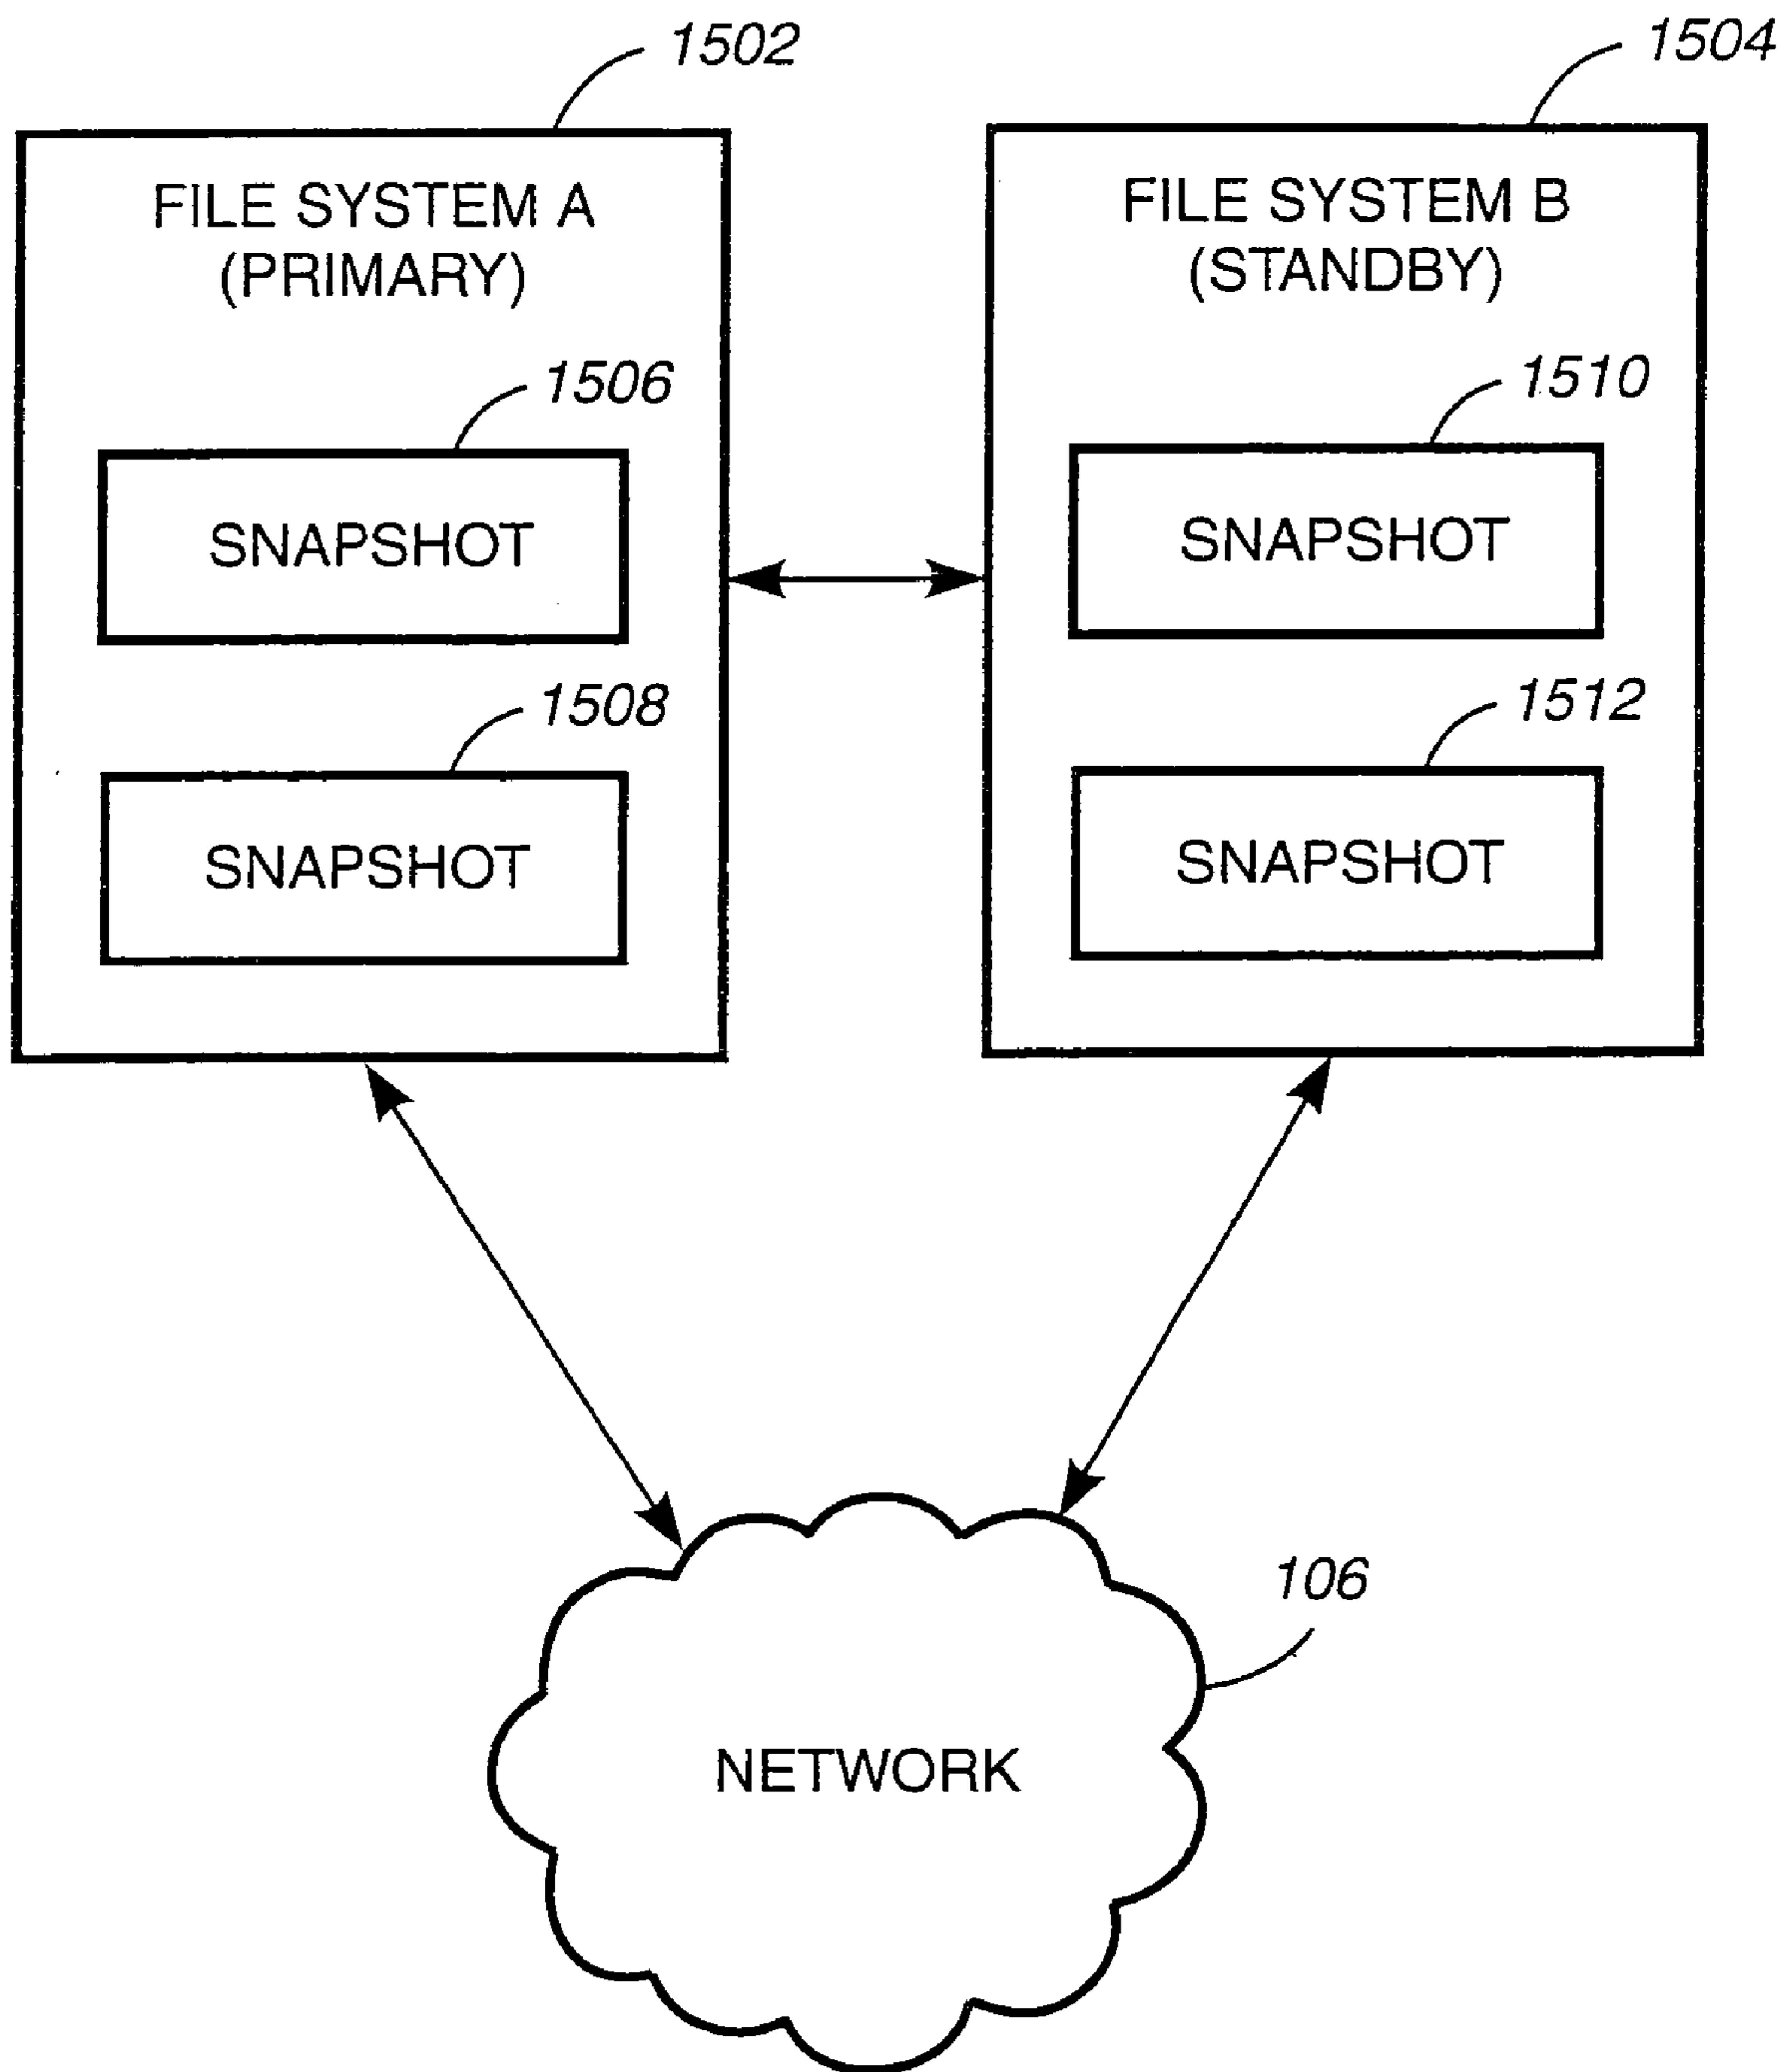 1502
1504
FILE SYSTEM A
(PRIMARY)
1506
SNAPSHOT
1508
SNAPSHOT
FILE SYSTEM B
(STANDBY)
1510
SNAPSHOT
1512
SNAPSHOT
106
NETWORK